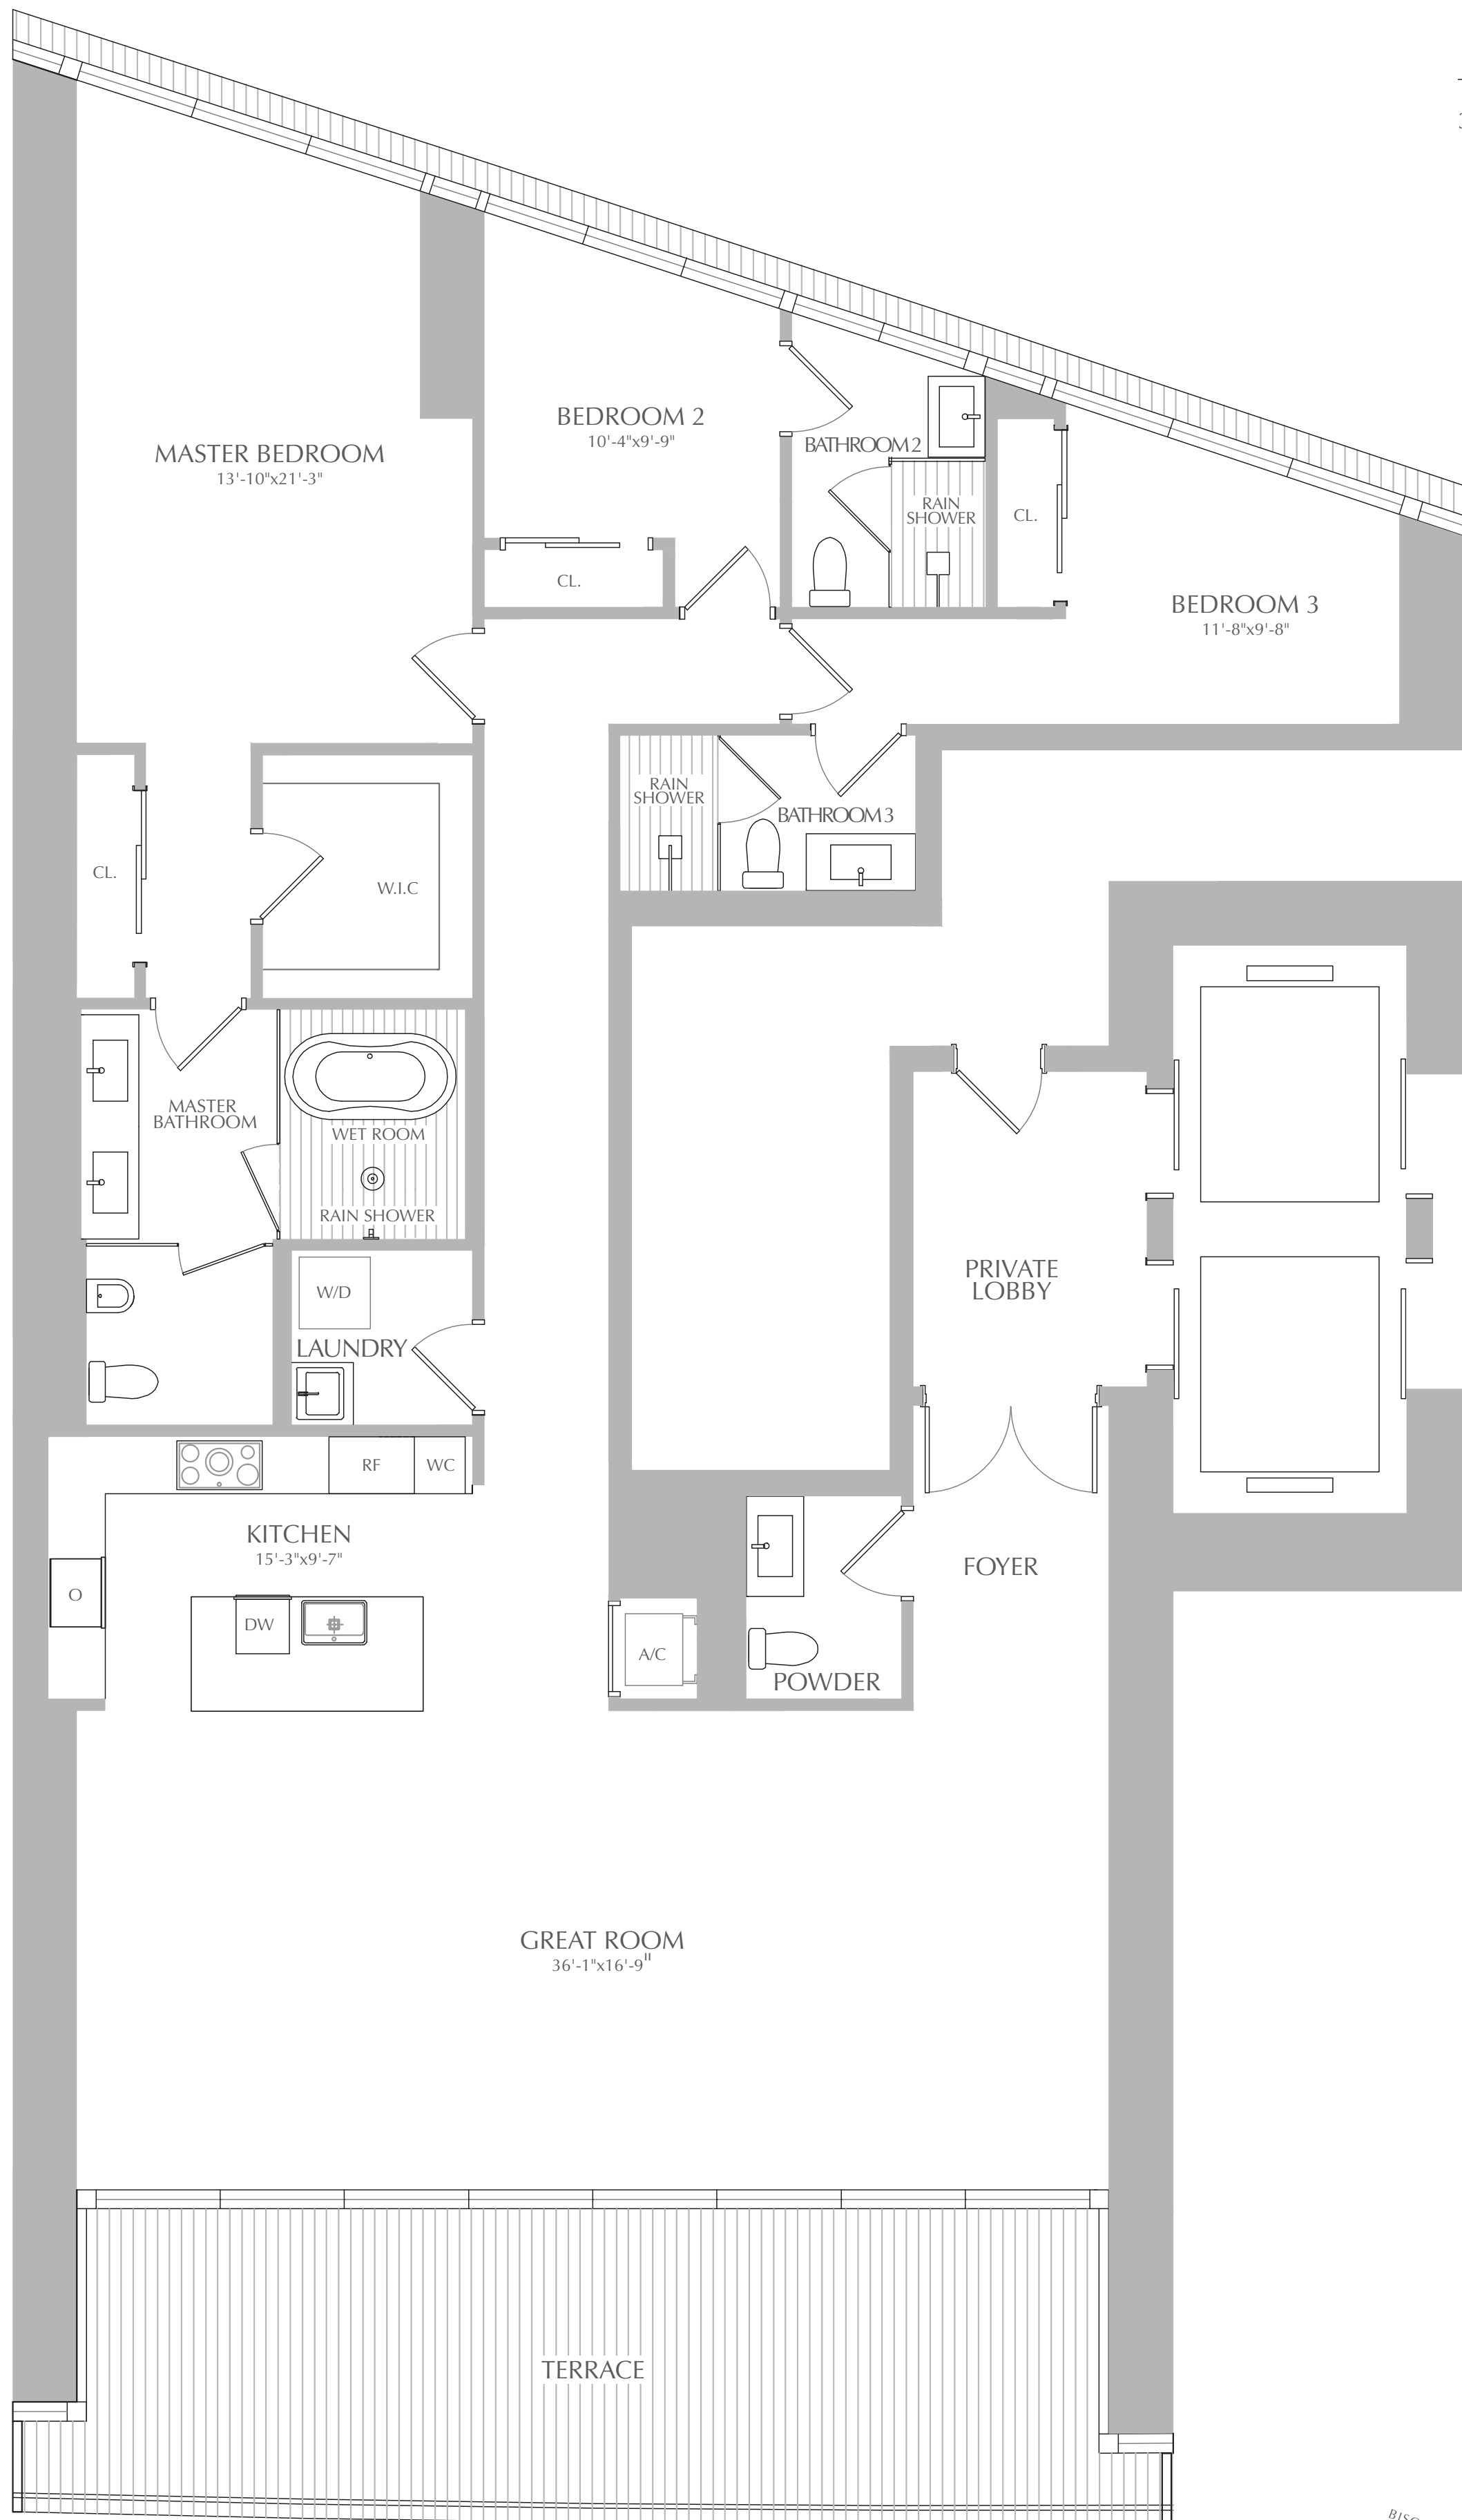 MASTER BEDROOM
13'-10"x21'-3"
BEDROOM 2
10'-4"x9'-9"
BATHROOM 2
RAIN
SHOWER
CL.
CL.
BEDROOM 3
11'-8"x9'-8"
RAIN
SHOWER
BATHROOM 3
CL.
W.I.C
MASTER
BATHROOM
WET ROOM
RAIN SHOWER
W/D
LAUNDRY
PRIVATE
LOBBY
RF
WC
KITCHEN
15'-3"x9'-7"
O
DW
A/C
POWDER
FOYER
GREAT ROOM
36'-1"x16'-9"
TERRACE